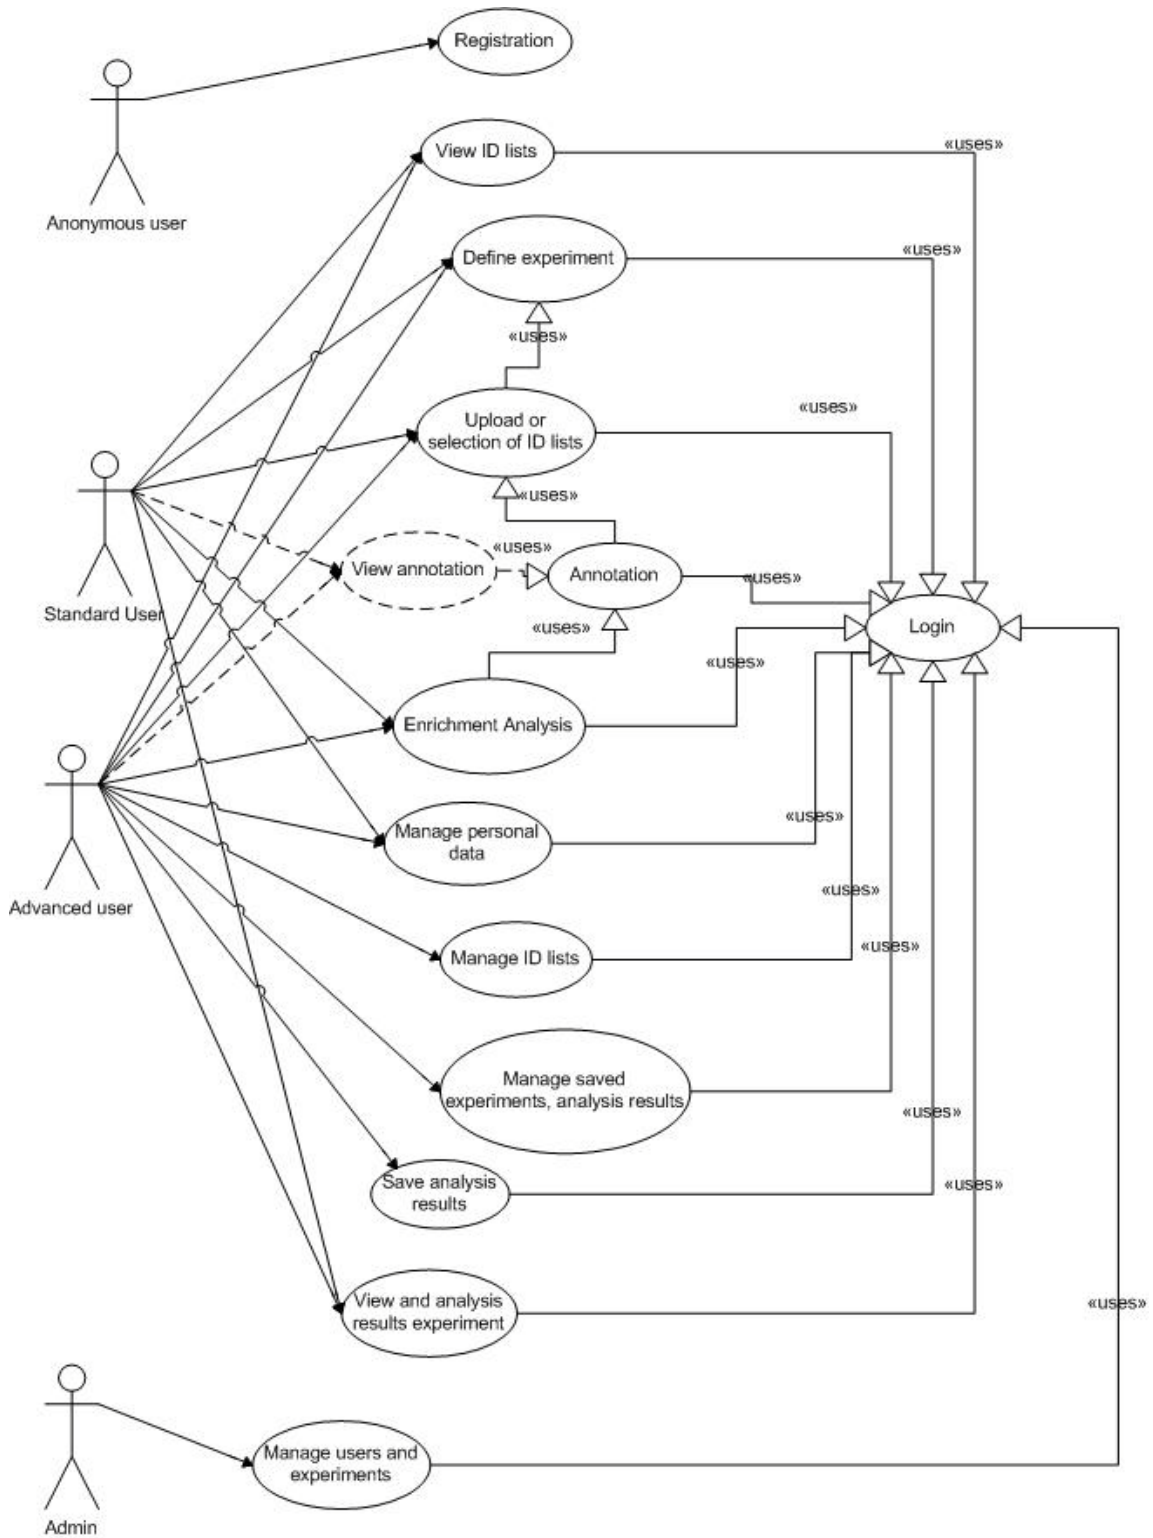 Registration
Anonymous user
View ID lists
«uses»
Define experiment
«uses»
«uses»
Upload or
selection of ID lists
«uses»
«uses»
Standard User
View annotation
«uses»
Annotation
«uses»
Login
«uses»
Enrichment Analysis
«uses»
Advanced user
Manage personal
data
«uses»
Manage ID lists
«uses»
Manage saved
experiments, analysis results
«uses»
Save analysis
results
«uses»
View and analysis
results experiment
«uses»
«uses»
Admin
Manage users and
experiments